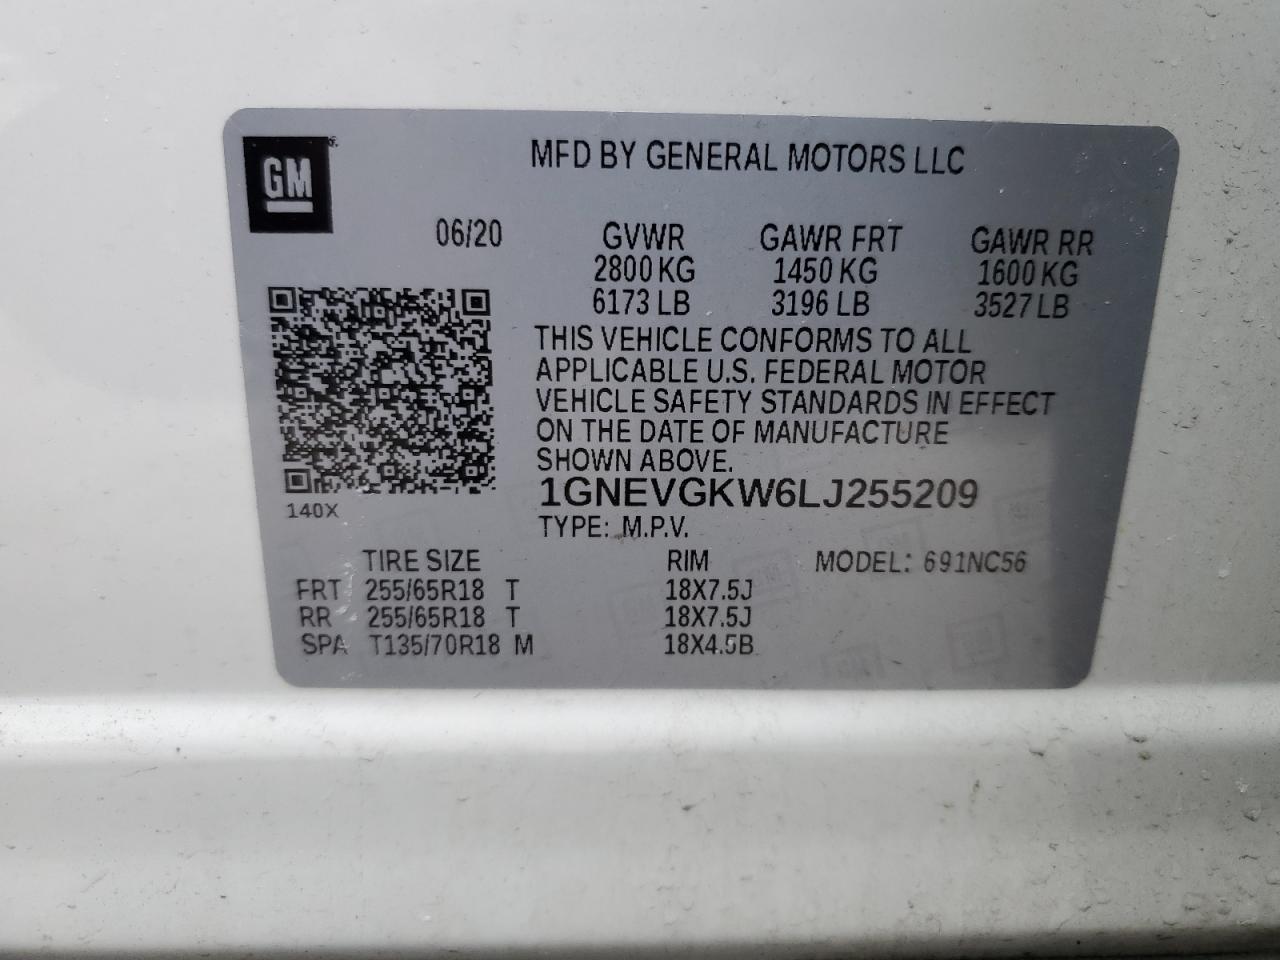 GM
MFD BY GENERAL MOTORS LLC
06/20
GVWR GAWR FRT GAWR RR
2800 KG 1450 KG 1600 KG
6173 LB 3196 LB 3527 LB
THIS VEHICLE CONFORMS TO ALL
APPLICABLE U.S. FEDERAL MOTOR
VEHICLE SAFETY STANDARDS IN EFFECT
ON THE DATE OF MANUFACTURE
SHOWN ABOVE.
1GNEVGKW6LJ255209
140X
TYPE: M.P.V.
TIRE SIZE RIM MODEL: 691NC56
FRT 255/65R18 T 18X7.5J
RR 255/65R18 T 18X7.5J
SPA T135/70R18 M 18X4.5B